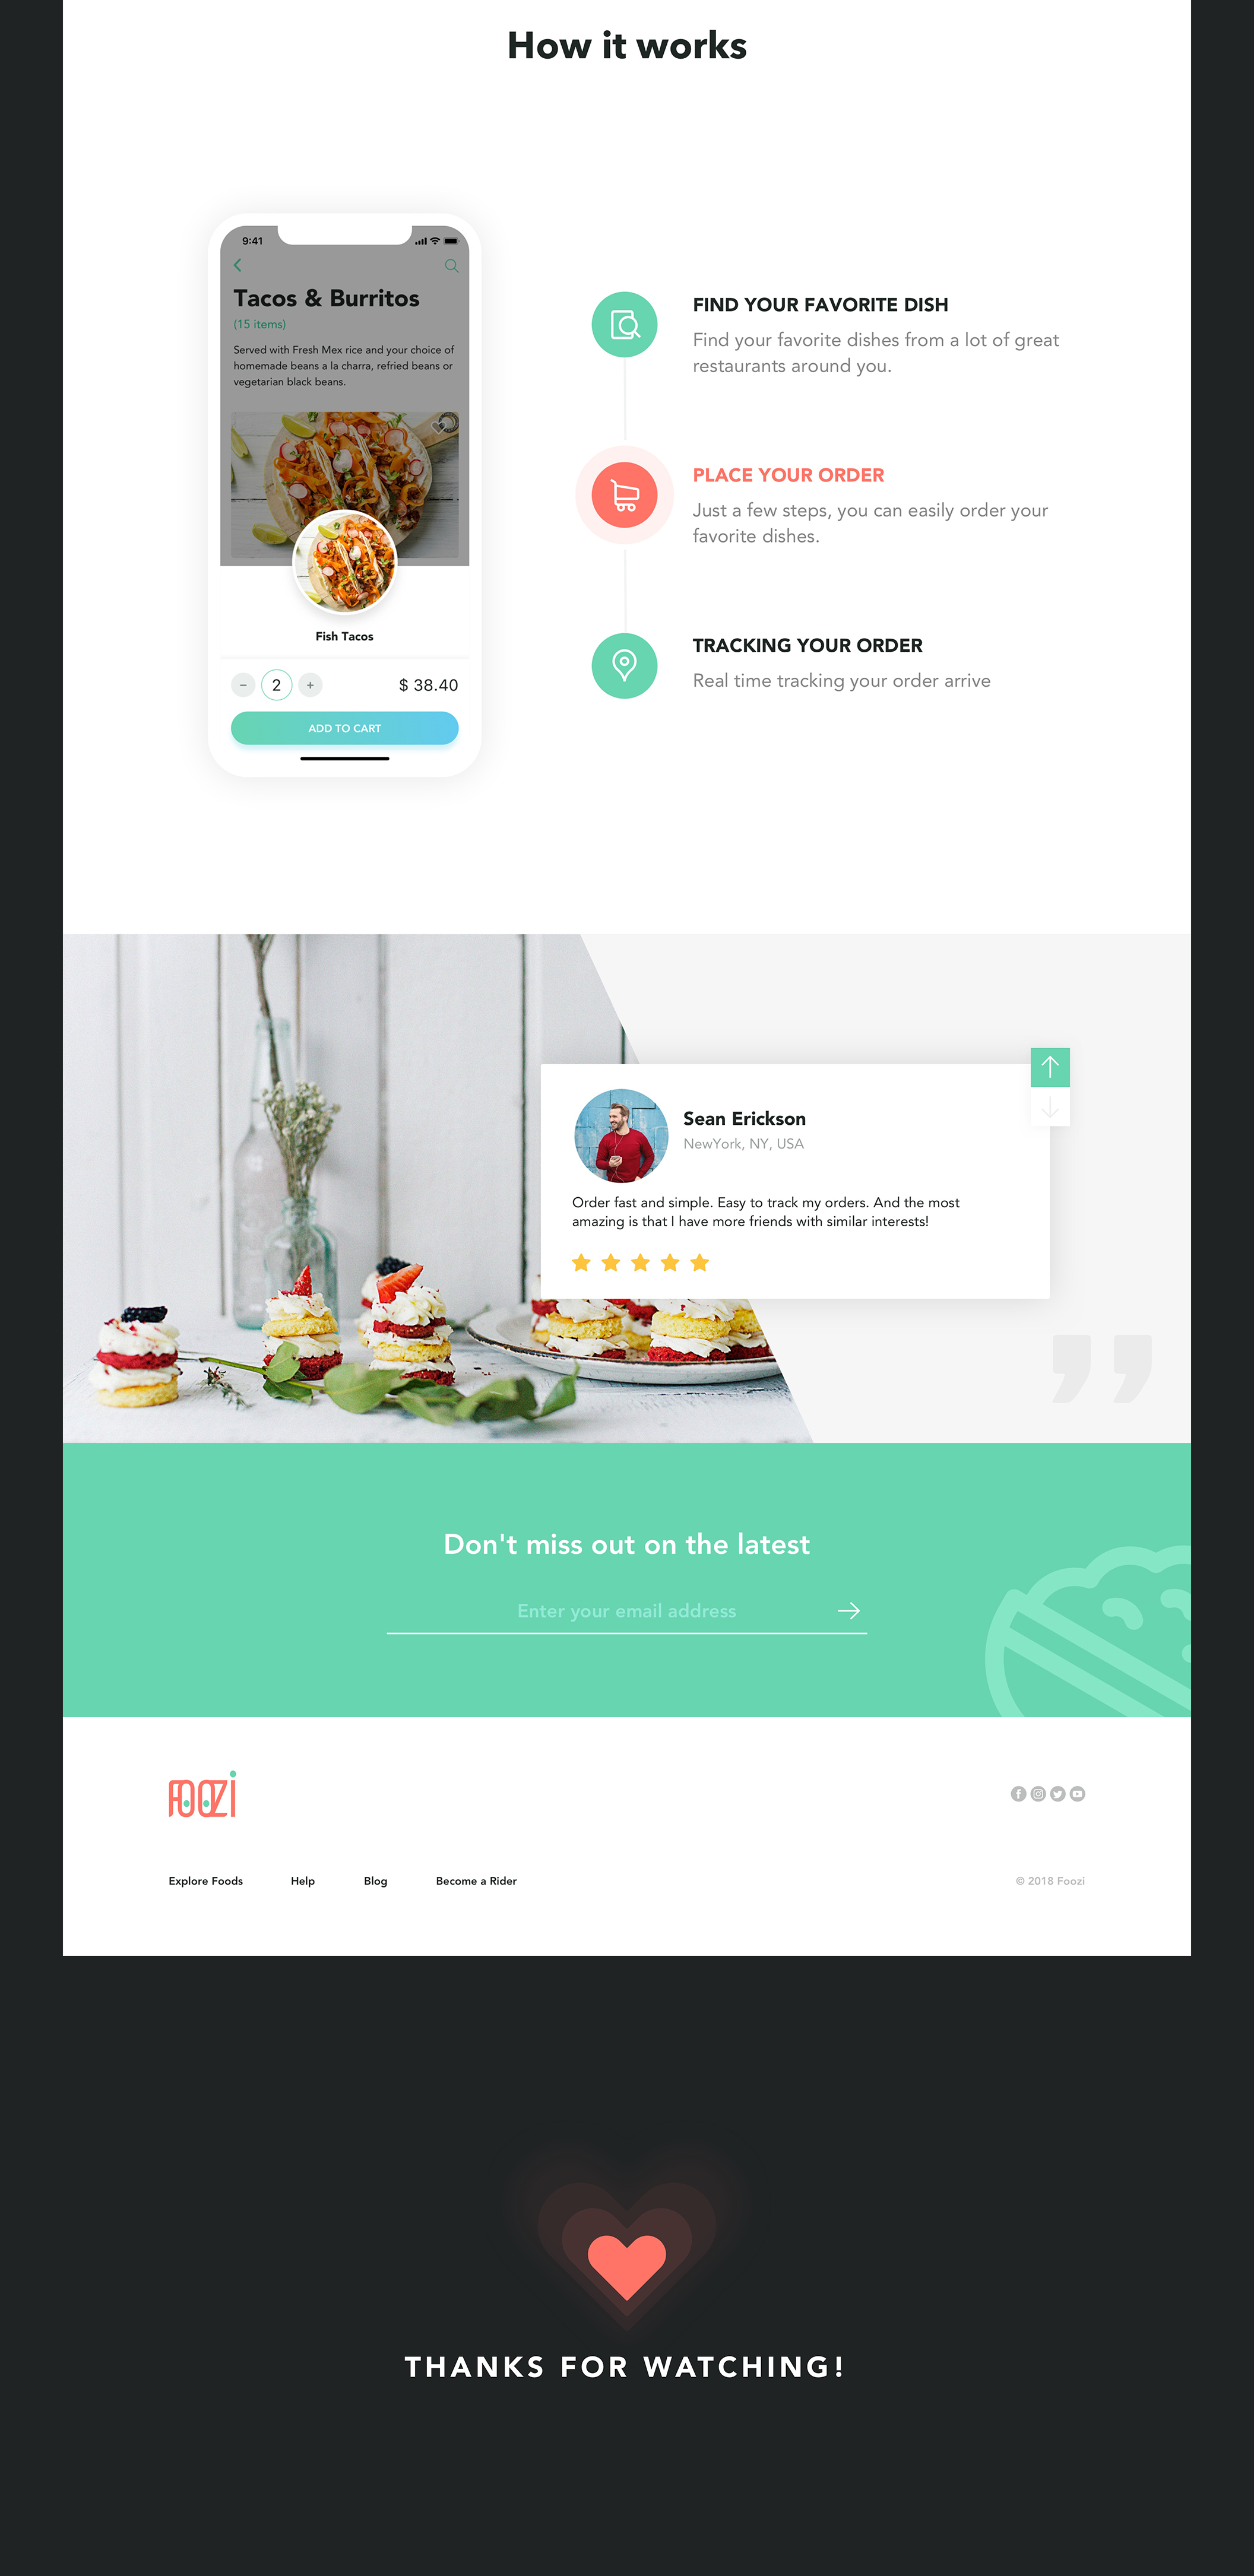 How it works
9:41
Tacos & Burritos
(15 items)
Served with Fresh Mex rice and your choice of
homemade beans a la charra, refried beans or
vegetarian black beans.
Fish Tacos
− 2 + $ 38.40
ADD TO CART
FIND YOUR FAVORITE DISH
Find your favorite dishes from a lot of great
restaurants around you.
PLACE YOUR ORDER
Just a few steps, you can easily order your
favorite dishes.
TRACKING YOUR ORDER
Real time tracking your order arrive
Sean Erickson
NewYork, NY, USA
Order fast and simple. Easy to track my orders. And the most
amazing is that I have more friends with similar interests!
”
Don't miss out on the latest
Enter your email address
FOOZi
Explore Foods Help Blog Become a Rider © 2018 Foozi
THANKS FOR WATCHING!